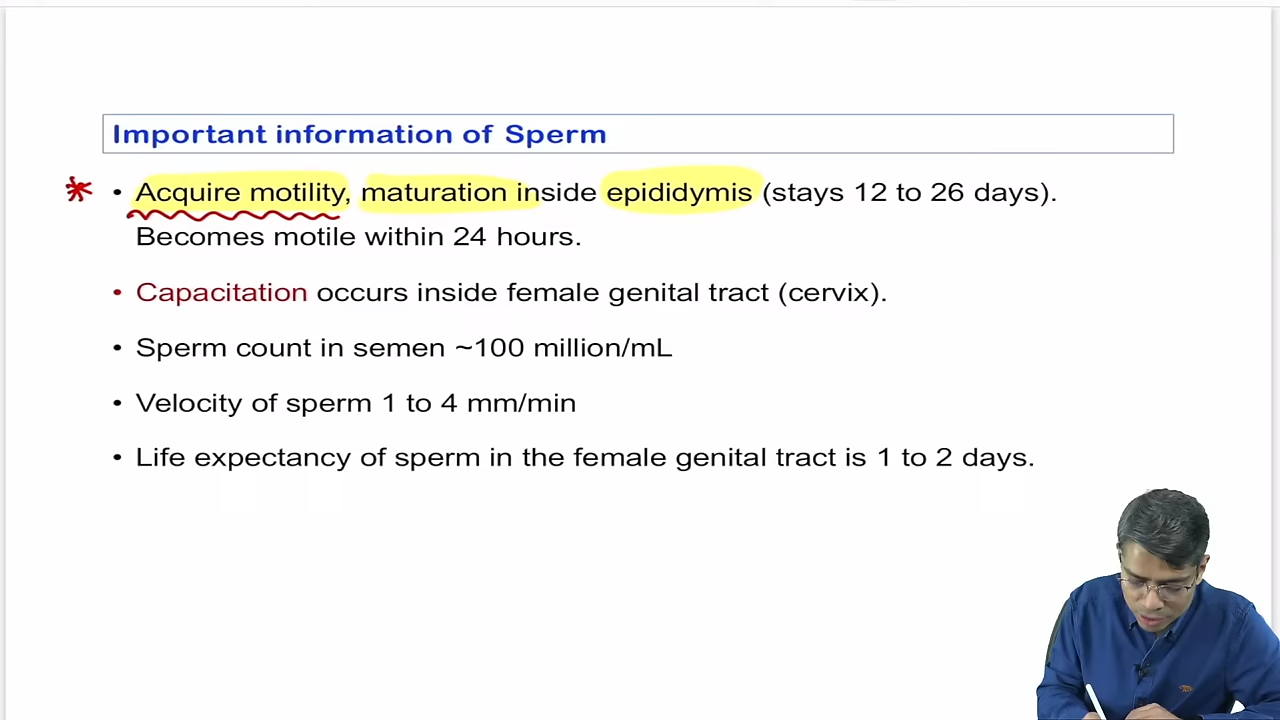 Important information of Sperm
* • Acquire motility, maturation inside epididymis (stays 12 to 26 days).
Becomes motile within 24 hours.
• Capacitation occurs inside female genital tract (cervix).
• Sperm count in semen ~100 million/mL
• Velocity of sperm 1 to 4 mm/min
• Life expectancy of sperm in the female genital tract is 1 to 2 days.